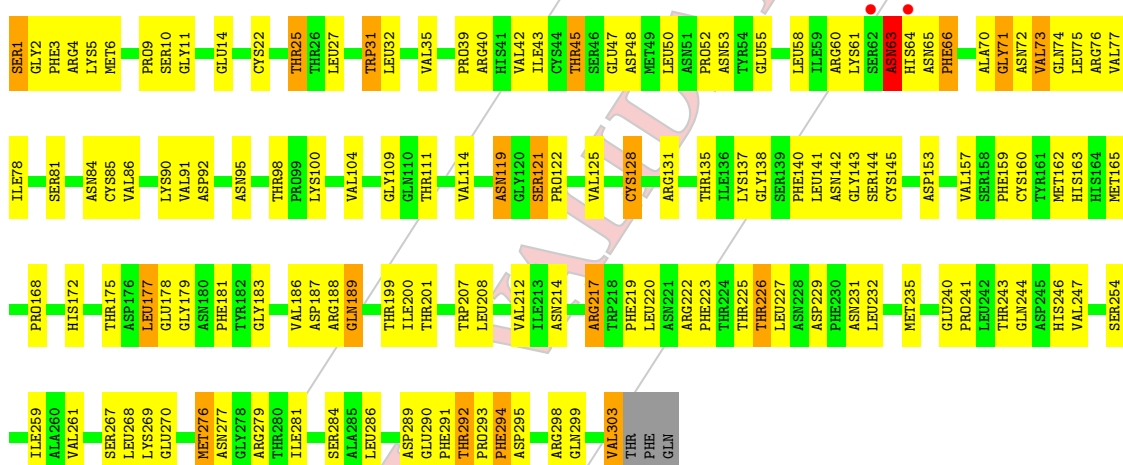 SER1 GLY2 PHE3 ARG4 LYS5 MET6 PRO9 SER10 GLY11 GLU14 CYS22 THR25 THR26 LEU27 TRP31 LEU32 VAL35 PRO39 ARG40 HIS41 VAL42 ILE43 CYS44 THR45 SER46 GLU47 ASP48 MET49 LEU50 ASN51 PRO52 ASN53 TYR54 GLU55 LEU58 ILE59 ARG60 LYS61 SER62 ASN63 HIS64 ASN65 PHE66 ALA70 GLY71 ASN72 VAL73 GLN74 LEU75 ARG76 VAL77
ILE78 SER81 ASN84 CYS85 VAL86 LYS90 VAL91 ASP92 ASN95 THR98 PRO99 LYS100 VAL104 GLY109 GLN110 THR111 VAL114 ASN119 GLY120 SER121 PRO122 VAL125 CYS128 ARG131 THR135 ILE136 LYS137 GLY138 SER139 PHE140 LEU141 ASN142 GLY143 SER144 CYS145 ASP153 VAL157 SER158 PHE159 CYS160 TYR161 MET162 HIS163 HIS164 MET165
PRO168 HIS172 THR175 ASP176 LEU177 GLU178 GLY179 ASN180 PHE181 TYR182 GLY183 VAL186 ASP187 ARG188 GLN189 THR199 ILE200 THR201 TRP207 LEU208 VAL212 ILE213 ASN214 ARG217 TRP218 PHE219 LEU220 ASN221 ARG222 PHE223 THR224 THR225 THR226 LEU227 ASN228 ASP229 PHE230 ASN231 LEU232 MET235 GLU240 PRO241 LEU242 THR243 GLN244 ASP245 HIS246 VAL247 SER254
ILE259 ALA260 VAL261 SER267 LEU268 LYS269 GLU270 MET276 ASN277 GLY278 ARG279 THR280 ILE281 SER284 ALA285 LEU286 ASP289 GLU290 PHE291 THR292 PRO293 PHE294 ASP295 ARG298 GLN299 VAL303 THR PHE GLN